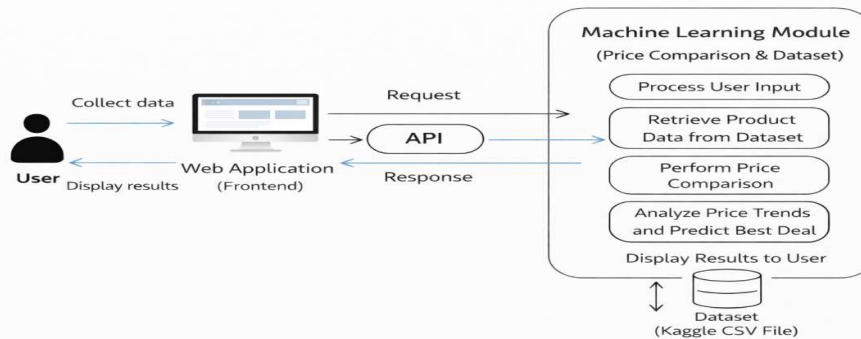 Machine Learning Module
(Price Comparison & Dataset)
Process User Input
Retrieve Product
Data from Dataset
Perform Price
Comparison
Analyze Price Trends
and Predict Best Deal
Display Results to User
Dataset
(Kaggle CSV File)
Collect data
Request
API
User
Web Application
(Frontend)
Response
Display results